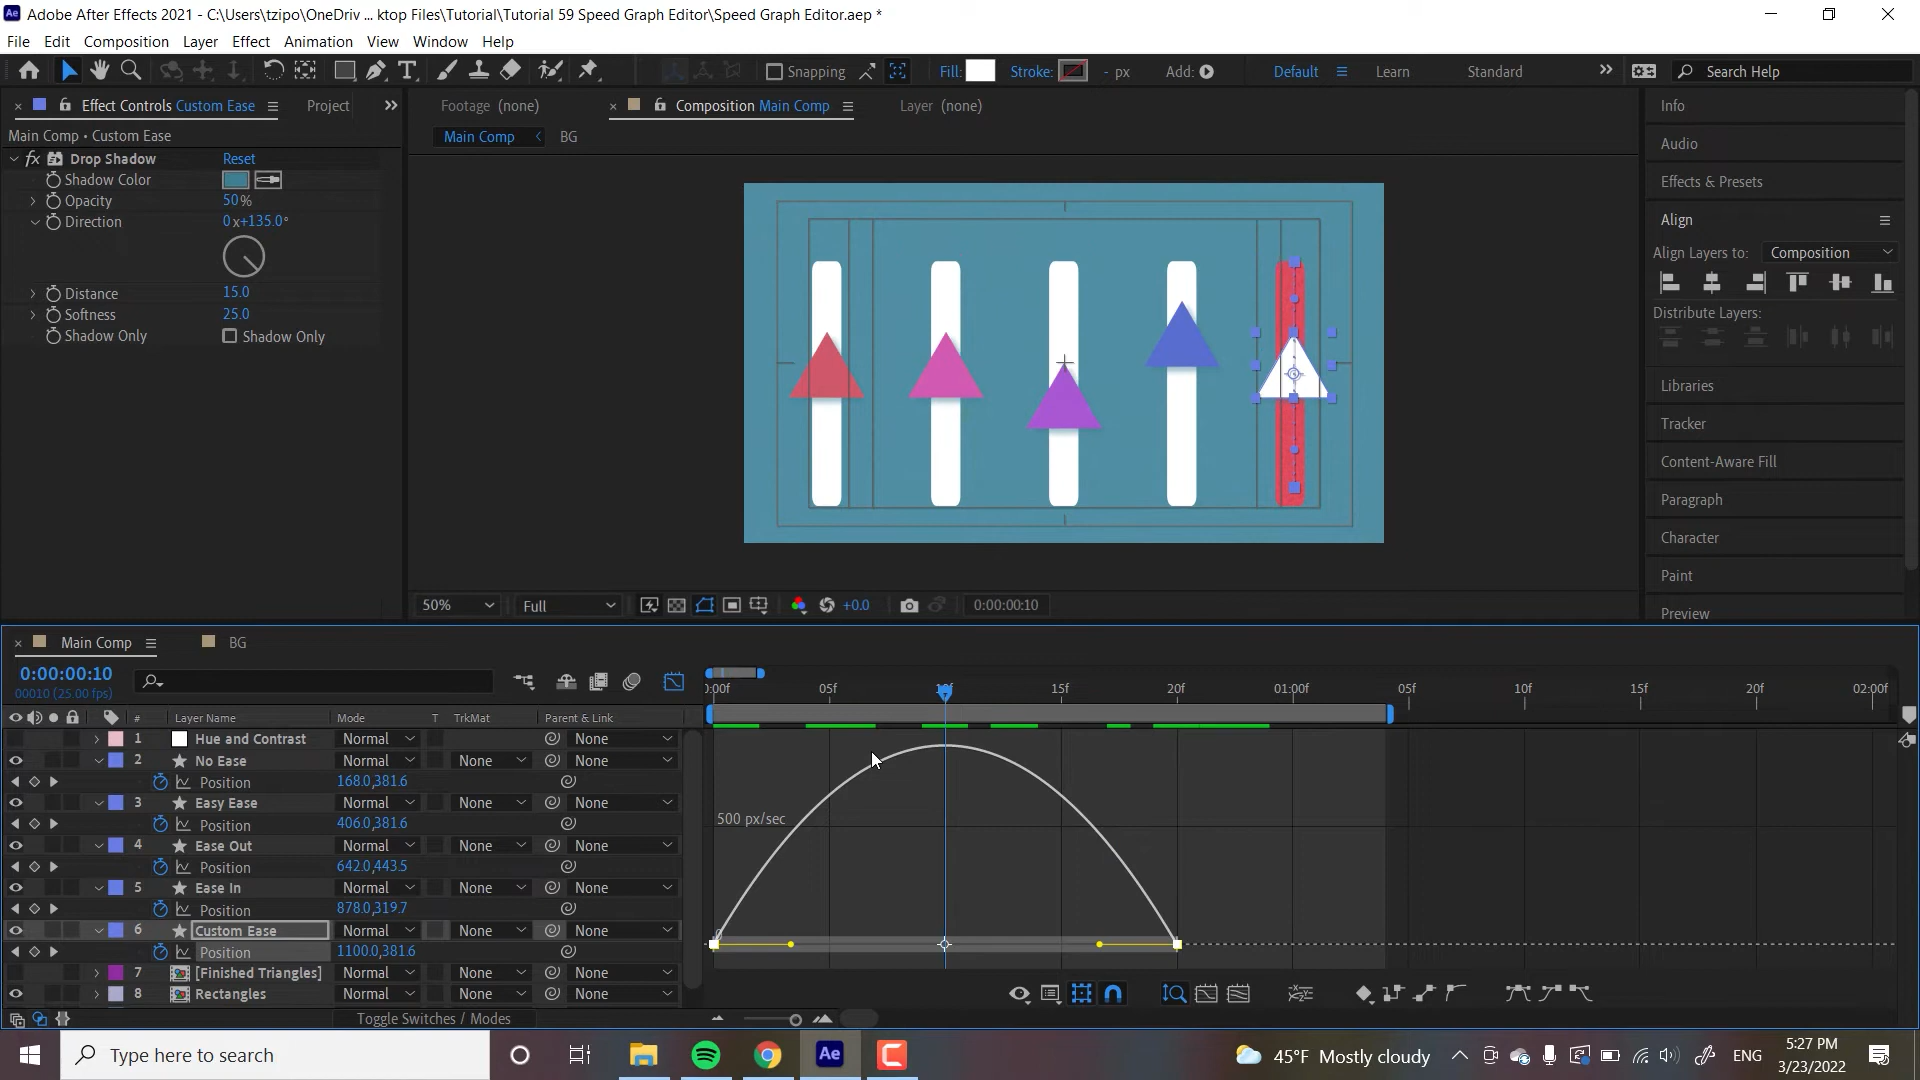 Adobe After Effects 2021 - C:\Users\tzipo\OneDriv ... ktop Files\Tutorial\Tutorial 59 Speed Graph Editor\Speed Graph Editor.aep *
File Edit Composition Layer Effect Animation View Window Help
Snapping Fill: Stroke: - px Add: Default Learn Standard Search Help
Effect Controls Custom Ease Project Footage (none) Composition Main Comp Layer (none) Info
Main Comp • Custom Ease Main Comp BG
fx Drop Shadow Reset
Shadow Color
Opacity 50%
Direction 0x+135.0°
Distance 15.0
Softness 25.0
Shadow Only Shadow Only
Audio
Effects & Presets
Align
Align Layers to: Composition
Distribute Layers:
Libraries
Tracker
Content-Aware Fill
Paragraph
Character
Paint
Preview
50% Full +0.0 0:00:00:10
Main Comp BG
0:00:00:10
00010 (25.00 fps)
:00f 05f 10f 15f 20f 01:00f 05f 10f 15f 20f 02:00f
# Layer Name Mode T TrkMat Parent & Link
1 Hue and Contrast Normal None
2 No Ease Normal None None
Position 168.0,381.6
3 Easy Ease Normal None None
Position 406.0,381.6
4 Ease Out Normal None None
Position 642.0,443.5
5 Ease In Normal None None
Position 878.0,319.7
6 Custom Ease Normal None None
Position 1100.0,381.6
7 [Finished Triangles] Normal None None
8 Rectangles Normal None None
500 px/sec
Toggle Switches / Modes
Type here to search
45°F Mostly cloudy
ENG
5:27 PM
3/23/2022